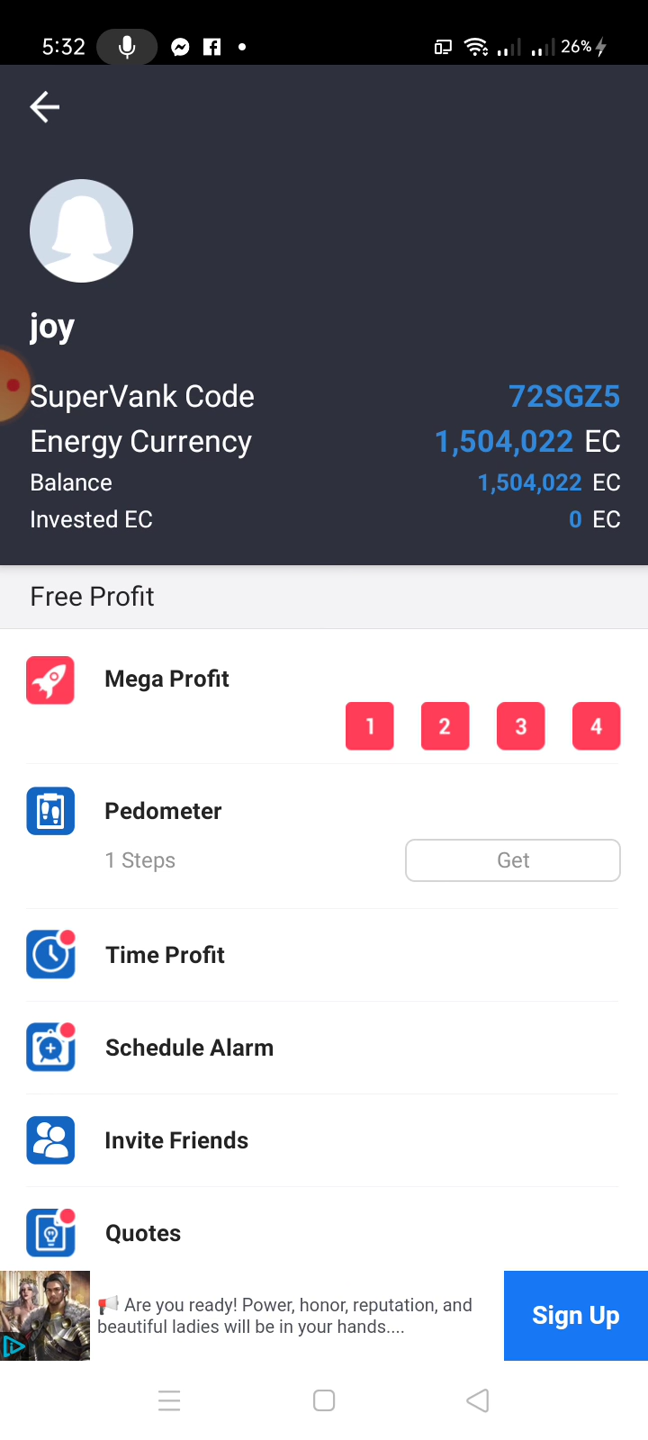 5:32
26%
joy
SuperVank Code 72SGZ5
Energy Currency 1,504,022 EC
Balance 1,504,022 EC
Invested EC 0 EC
Free Profit
Mega Profit
1 2 3 4
Pedometer
1 Steps Get
Time Profit
Schedule Alarm
Invite Friends
Quotes
Are you ready! Power, honor, reputation, and
beautiful ladies will be in your hands....
Sign Up